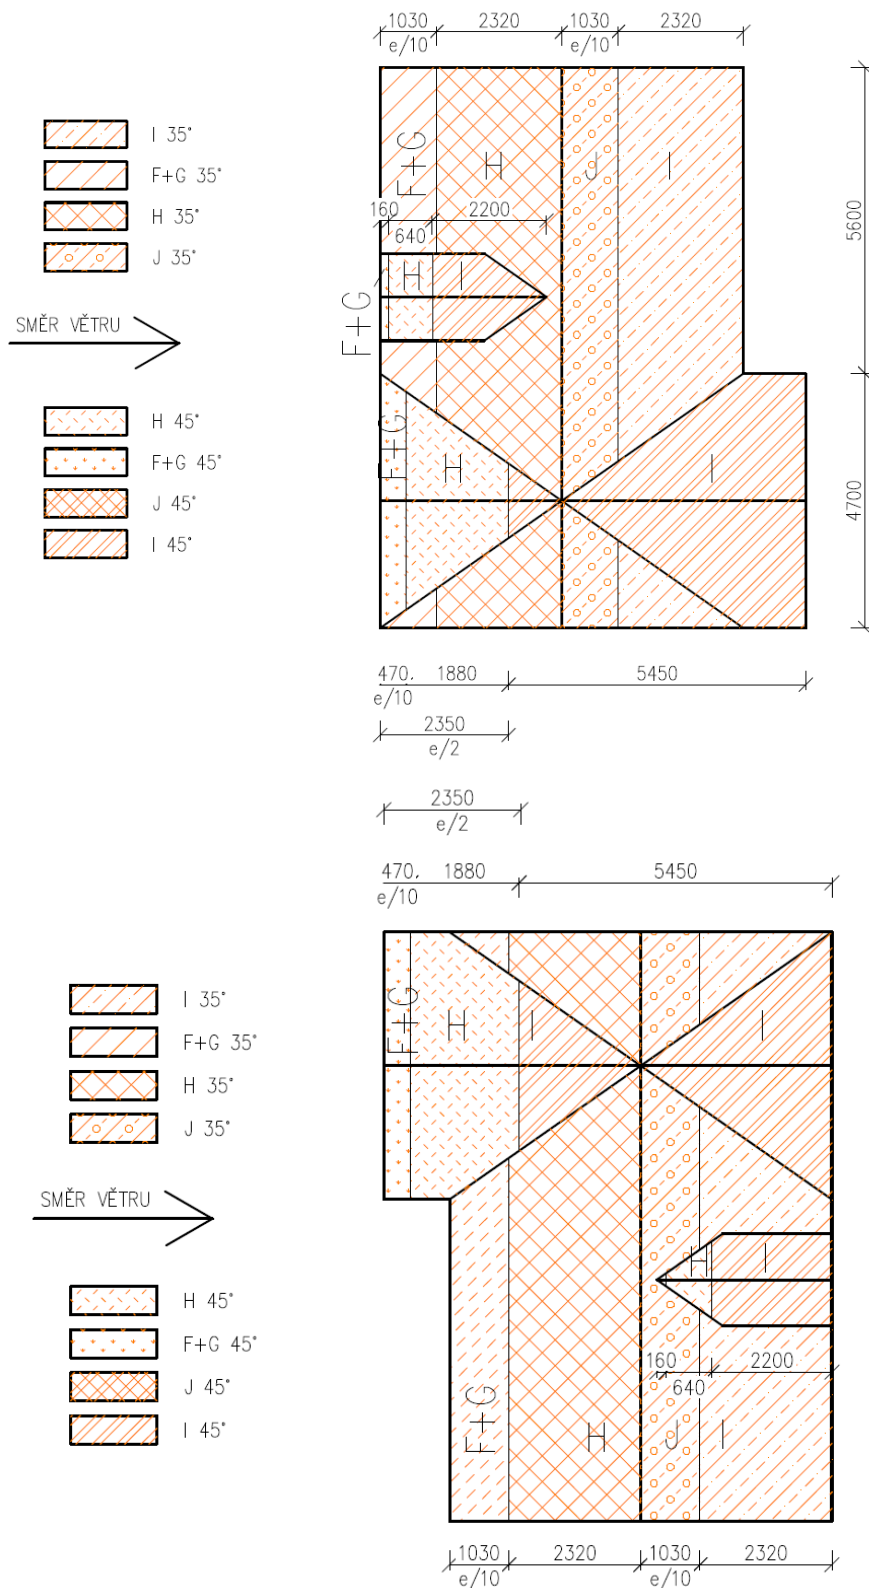 1030 2320 1030 2320
e/10 e/10
I 35°
F+G 35°
H 35°
J 35°
F+G H J I
160 2200
640
5600
H I
F+G
SMĚR VĚTRU
H 45°
F+G 45°
J 45°
I 45°
F+G H I
4700
470. 1880 5450
e/10
2350
e/2
2350
e/2
470. 1880 5450
e/10
I 35°
F+G 35°
H 35°
J 35°
F+G H I I
SMĚR VĚTRU
H 45°
F+G 45°
J 45°
I 45°
H I
160 2200
640
F+G H J I
1030 2320 1030 2320
e/10 e/10